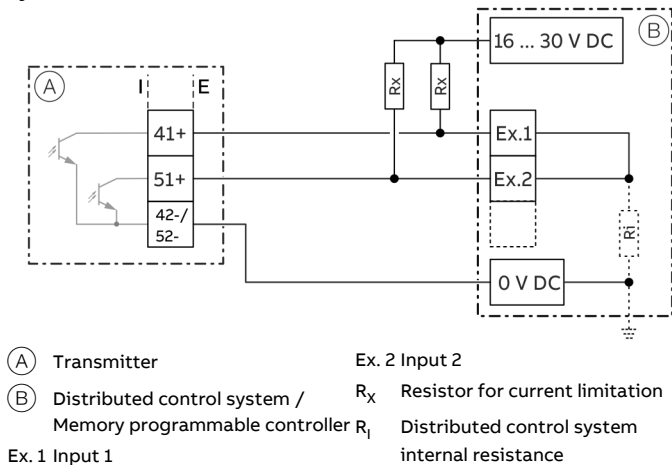 B
16 ... 30 V DC
A
I E
Rx
Rx
41+
Ex.1
51+
Ex.2
42-/
52-
Ri
0 V DC
A Transmitter
B Distributed control system /
Memory programmable controller
Ex. 1 Input 1
Ex. 2 Input 2
RX Resistor for current limitation
RI Distributed control system
internal resistance